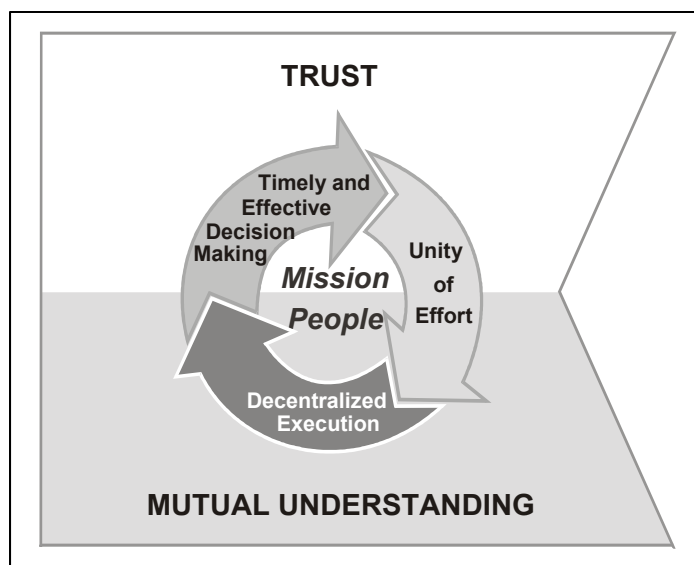 TRUST
Timely and
Effective
Decision
Making
Unity
of
Effort
Mission
People
Decentralized
Execution
MUTUAL UNDERSTANDING